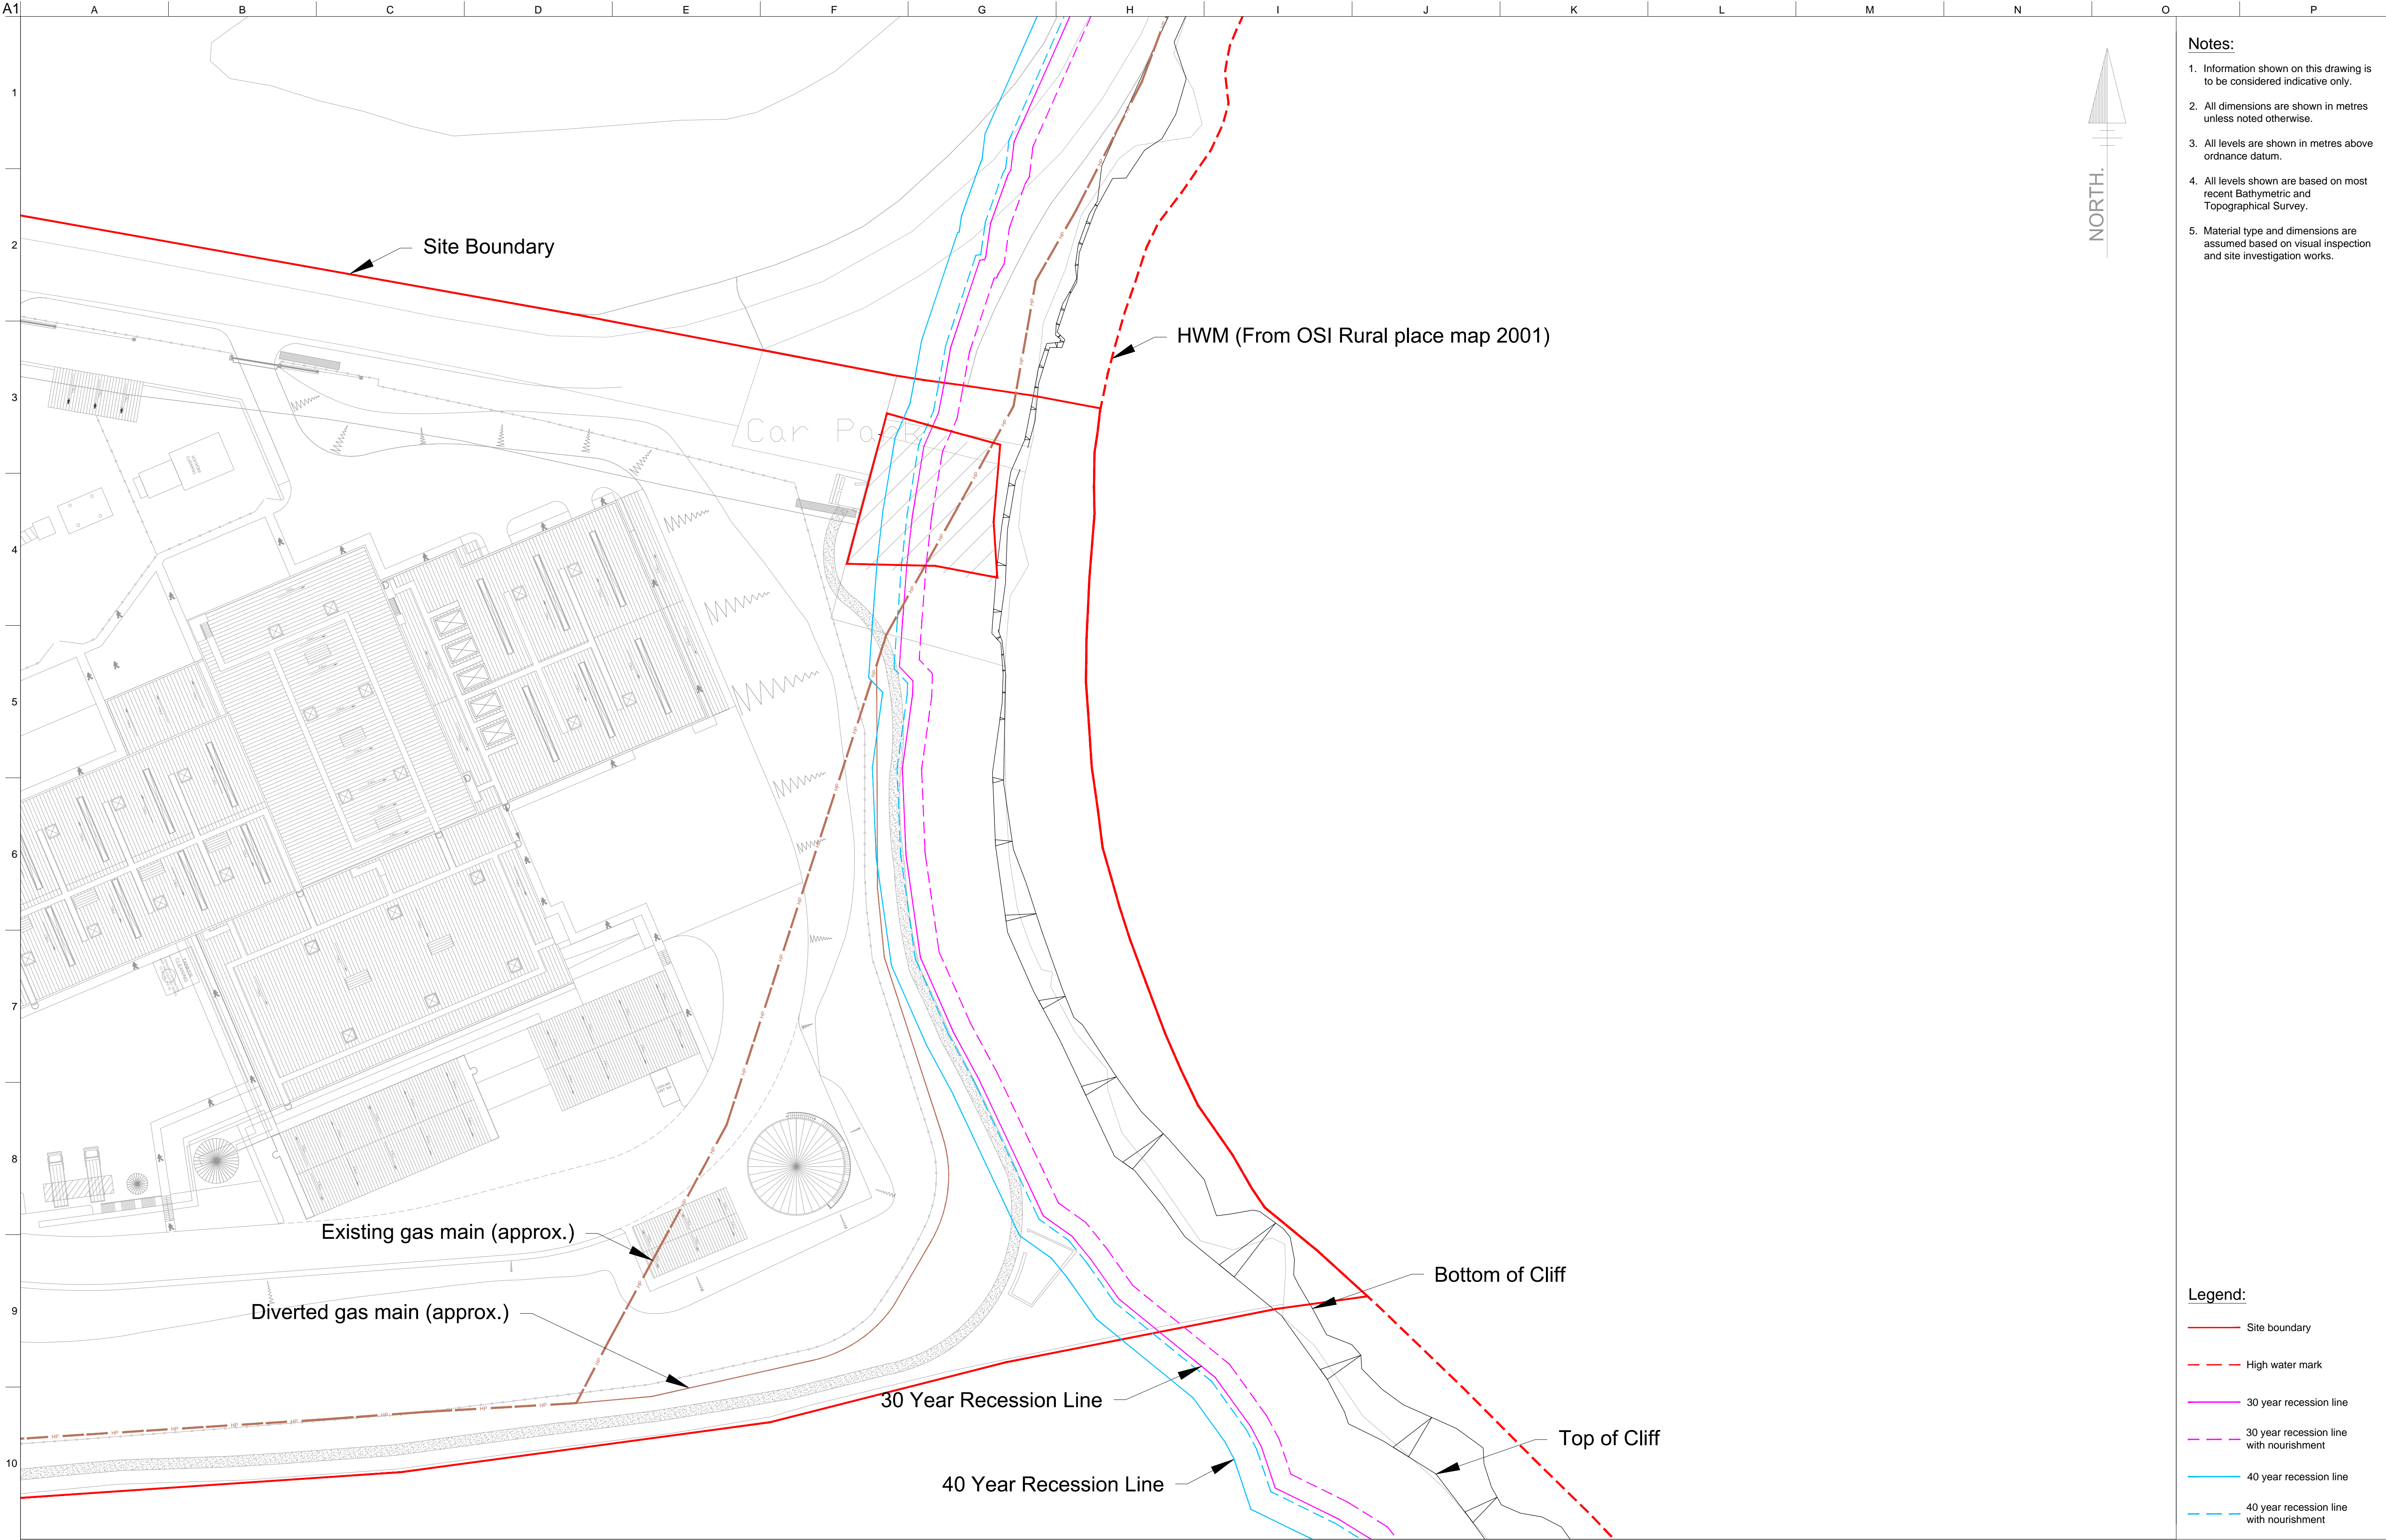 A1
A B C D E F G H I J K L M N O P
1
2
3
4
5
6
7
8
9
10
Site Boundary
HWM (From OSI Rural place map 2001)
Car Park
Existing gas main (approx.)
Diverted gas main (approx.)
Bottom of Cliff
30 Year Recession Line
Top of Cliff
40 Year Recession Line
HP
NORTH.
Notes:
1. Information shown on this drawing is
to be considered indicative only.
2. All dimensions are shown in metres
unless noted otherwise.
3. All levels are shown in metres above
ordnance datum.
4. All levels shown are based on most
recent Bathymetric and
Topographical Survey.
5. Material type and dimensions are
assumed based on visual inspection
and site investigation works.
Legend:
Site boundary
High water mark
30 year recession line
30 year recession line
with nourishment
40 year recession line
40 year recession line
with nourishment